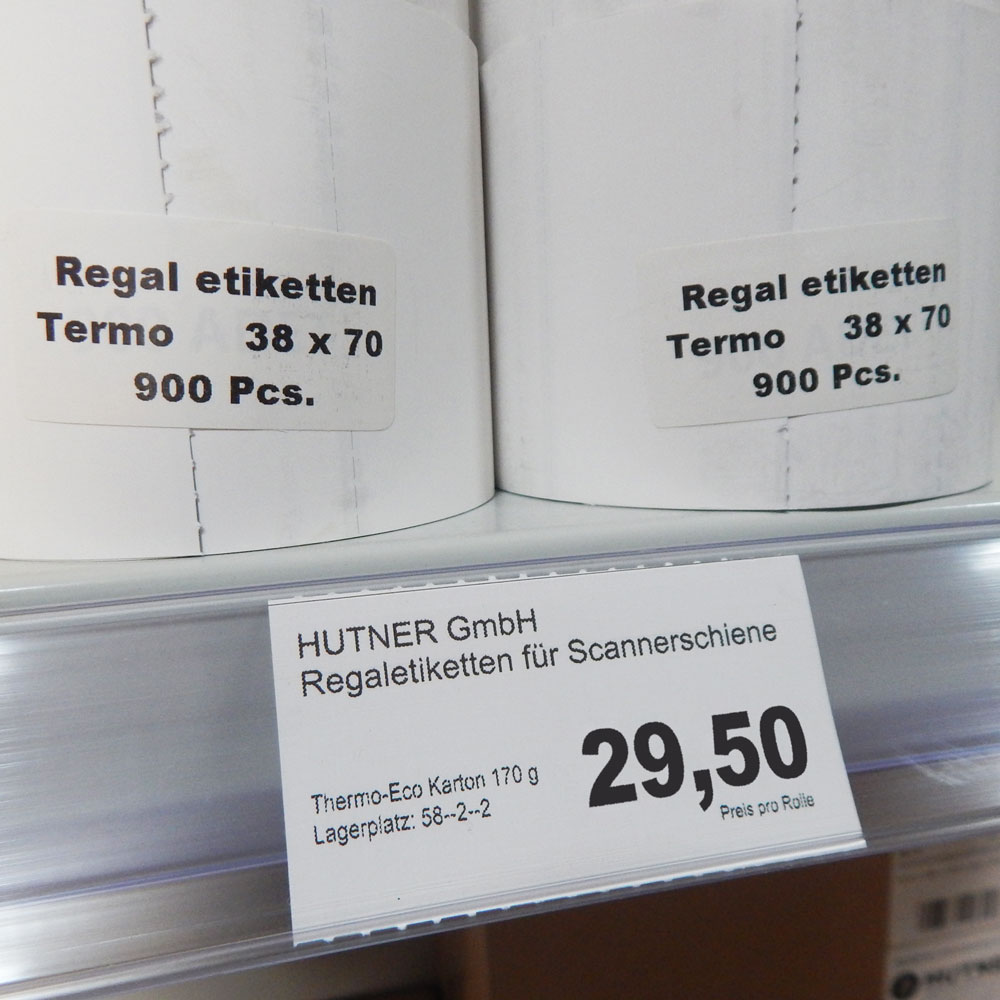 Regal etiketten
Termo 38 x 70
900 Pcs.
Regal etiketten
Termo 38 x 70
900 Pcs.
HUTNER GmbH
Regaletiketten für Scannerschiene
29,50
Thermo-Eco Karton 170 g
Lagerplatz: 58--2--2
Preis pro Rolle